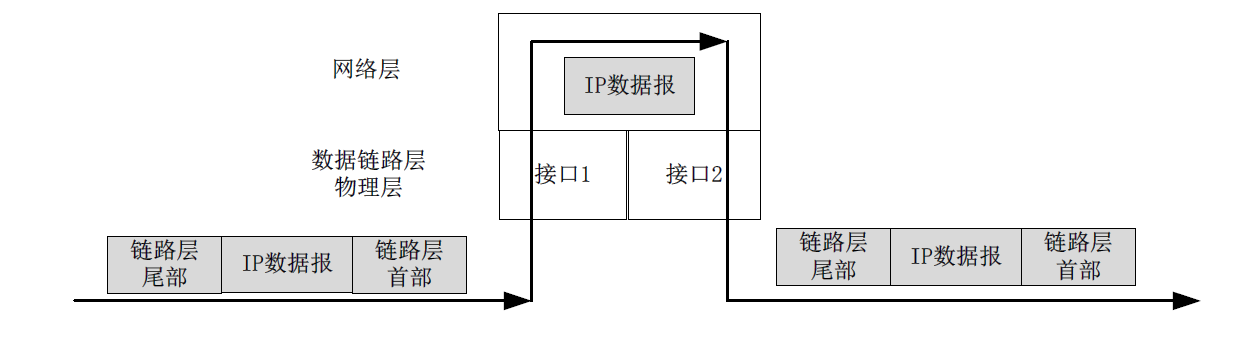 网络层
IP数据报
数据链路层
物理层
接口1
接口2
链路层
尾部
IP数据报
链路层
首部
链路层
尾部
IP数据报
链路层
首部